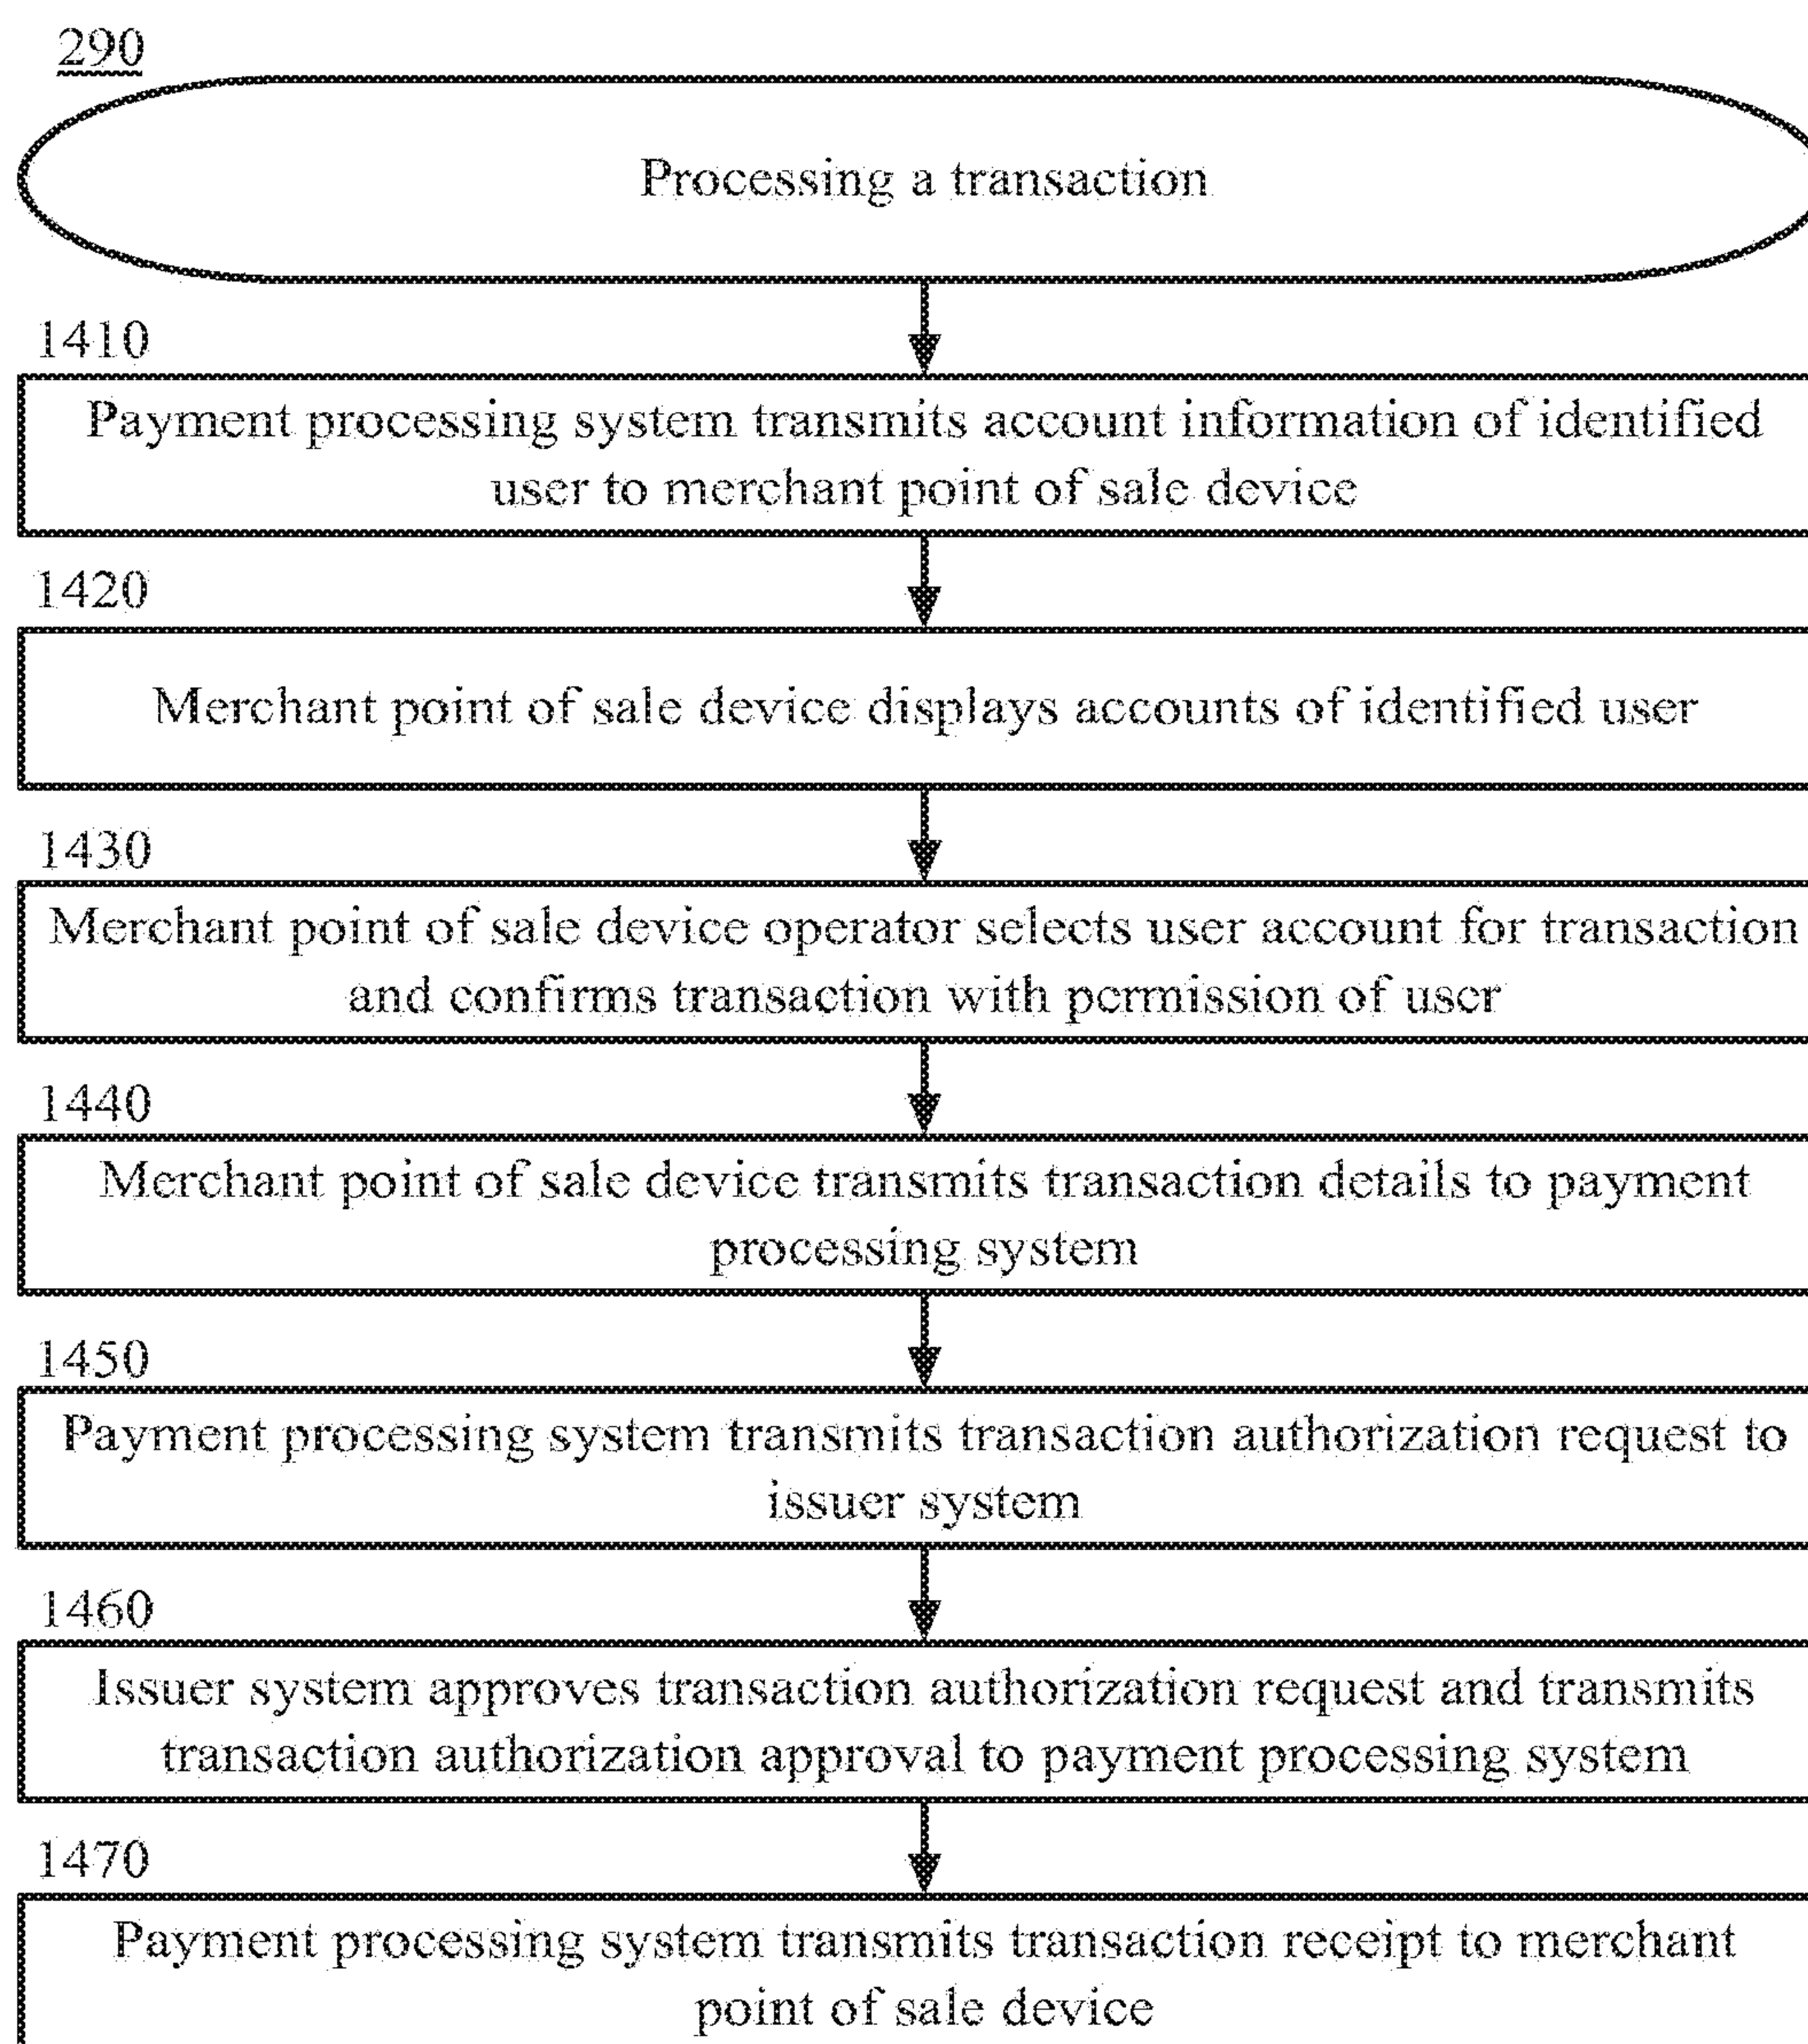 290
Processing a transaction
1410
Payment processing system transmits account information of identified
user to merchant point of sale device
1420
Merchant point of sale device displays accounts of identified user
1430
Merchant point of sale device operator selects user account for transaction
and confirms transaction with permission of user
1440
Merchant point of sale device transmits transaction details to payment
processing system
1450
Payment processing system transmits transaction authorization request to
issuer system
1460
Issuer system approves transaction authorization request and transmits
transaction authorization approval to payment processing system
1470
Payment processing system transmits transaction receipt to merchant
point of sale device